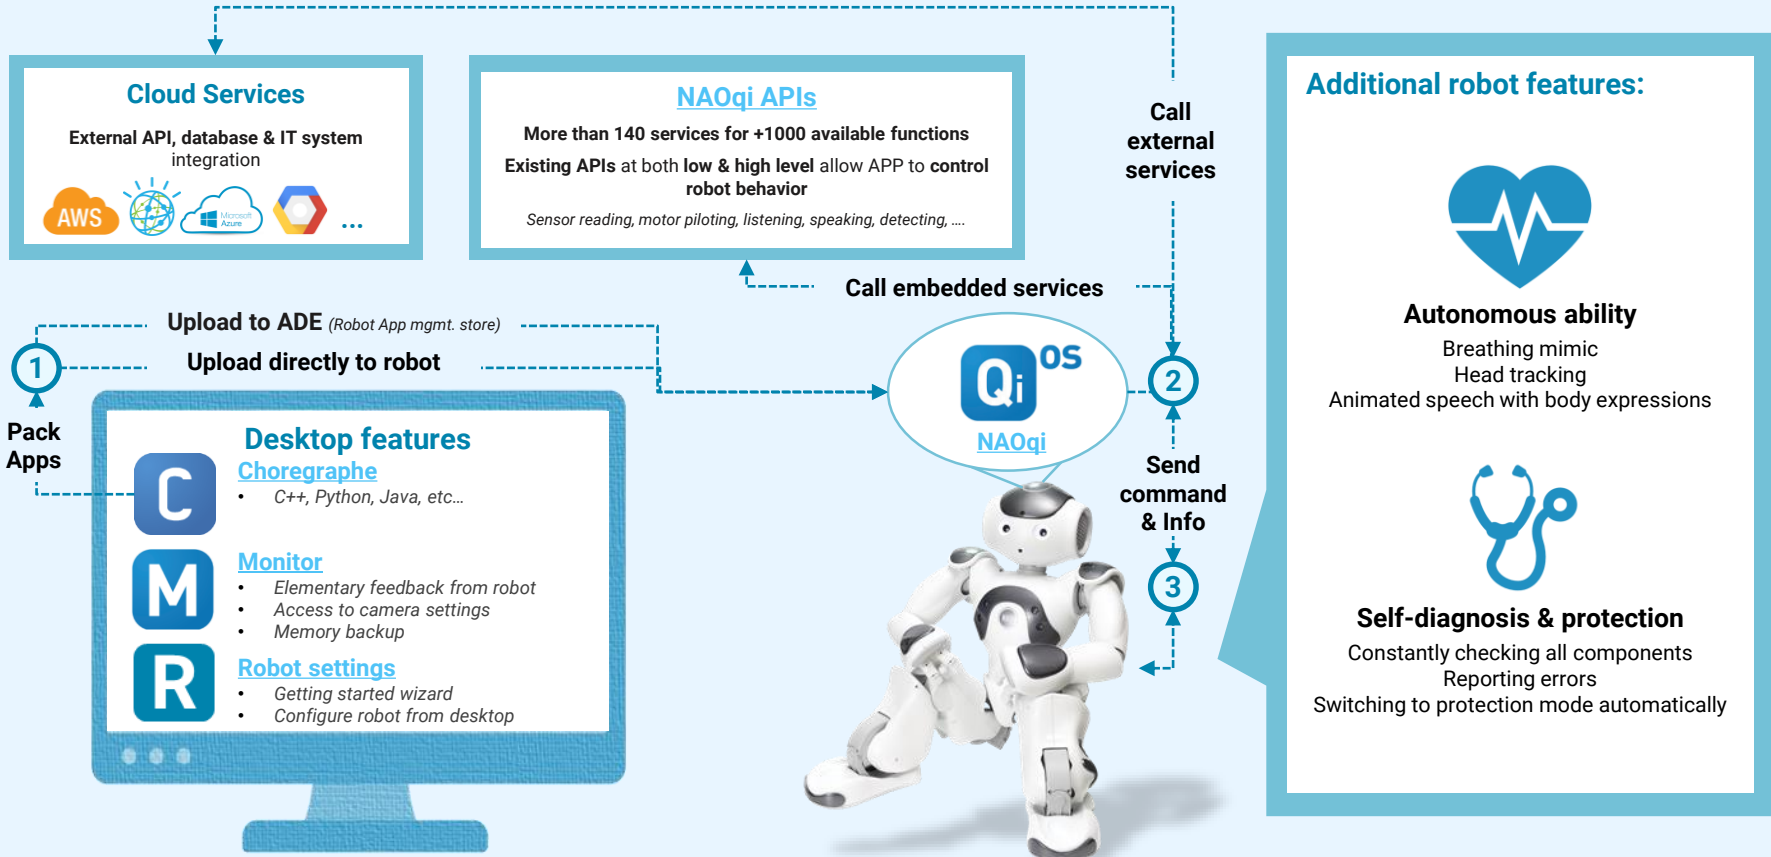 Cloud Services
External API, database & IT system
integration
AWS
Microsoft
Azure
...
NAOqi APIs
More than 140 services for +1000 available functions
Existing APIs at both low & high level allow APP to control
robot behavior
Sensor reading, motor piloting, listening, speaking, detecting, ....
Call
external
services
Call embedded services
Upload to ADE (Robot App mgmt. store)
1
Upload directly to robot
Pack
Apps
Desktop features
C
Choregraphe
• C++, Python, Java, etc...
M
Monitor
• Elementary feedback from robot
• Access to camera settings
• Memory backup
R
Robot settings
• Getting started wizard
• Configure robot from desktop
Qi OS
NAOqi
2
Send
command
& Info
3
Additional robot features:
Autonomous ability
Breathing mimic
Head tracking
Animated speech with body expressions
Self-diagnosis & protection
Constantly checking all components
Reporting errors
Switching to protection mode automatically